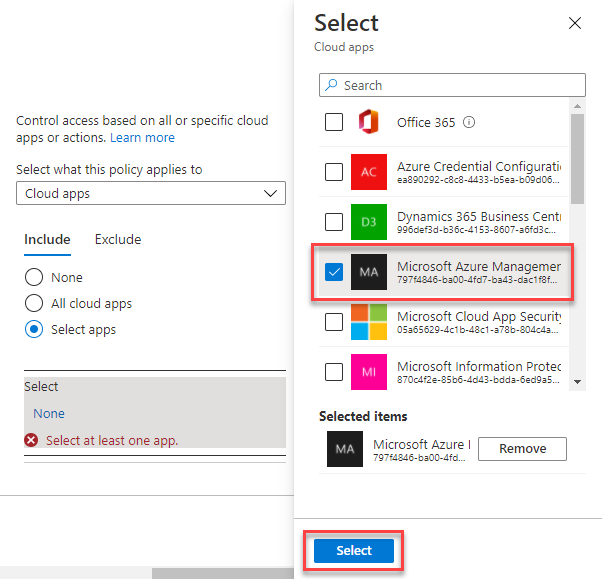 Control access based on all or specific cloud
apps or actions. Learn more
Select what this policy applies to
Cloud apps
Include Exclude
None
All cloud apps
Select apps
Select
None
Select at least one app.
Select
Cloud apps
Search
Office 365
AC Azure Credential Configuratio
ea890292-c8c8-4433-b5ea-b09d06...
D3 Dynamics 365 Business Centr
996def3d-b36c-4153-8607-a6fd3c...
MA Microsoft Azure Managemen
797f4846-ba00-4fd7-ba43-dac1f8f...
Microsoft Cloud App Security
05a65629-4c1b-48c1-a78b-804c4a...
MI Microsoft Information Protec
870c4f2e-85b6-4d43-bdda-6ed9a5...
Selected items
MA Microsoft Azure
797f4846-ba00-4fd...
Remove
Select